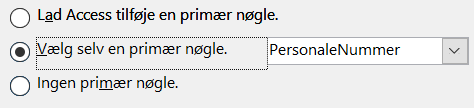 Lad Access tilføje en primær nøgle.
Vælg selv en primær nøgle. PersonaleNummer
Ingen primær nøgle.